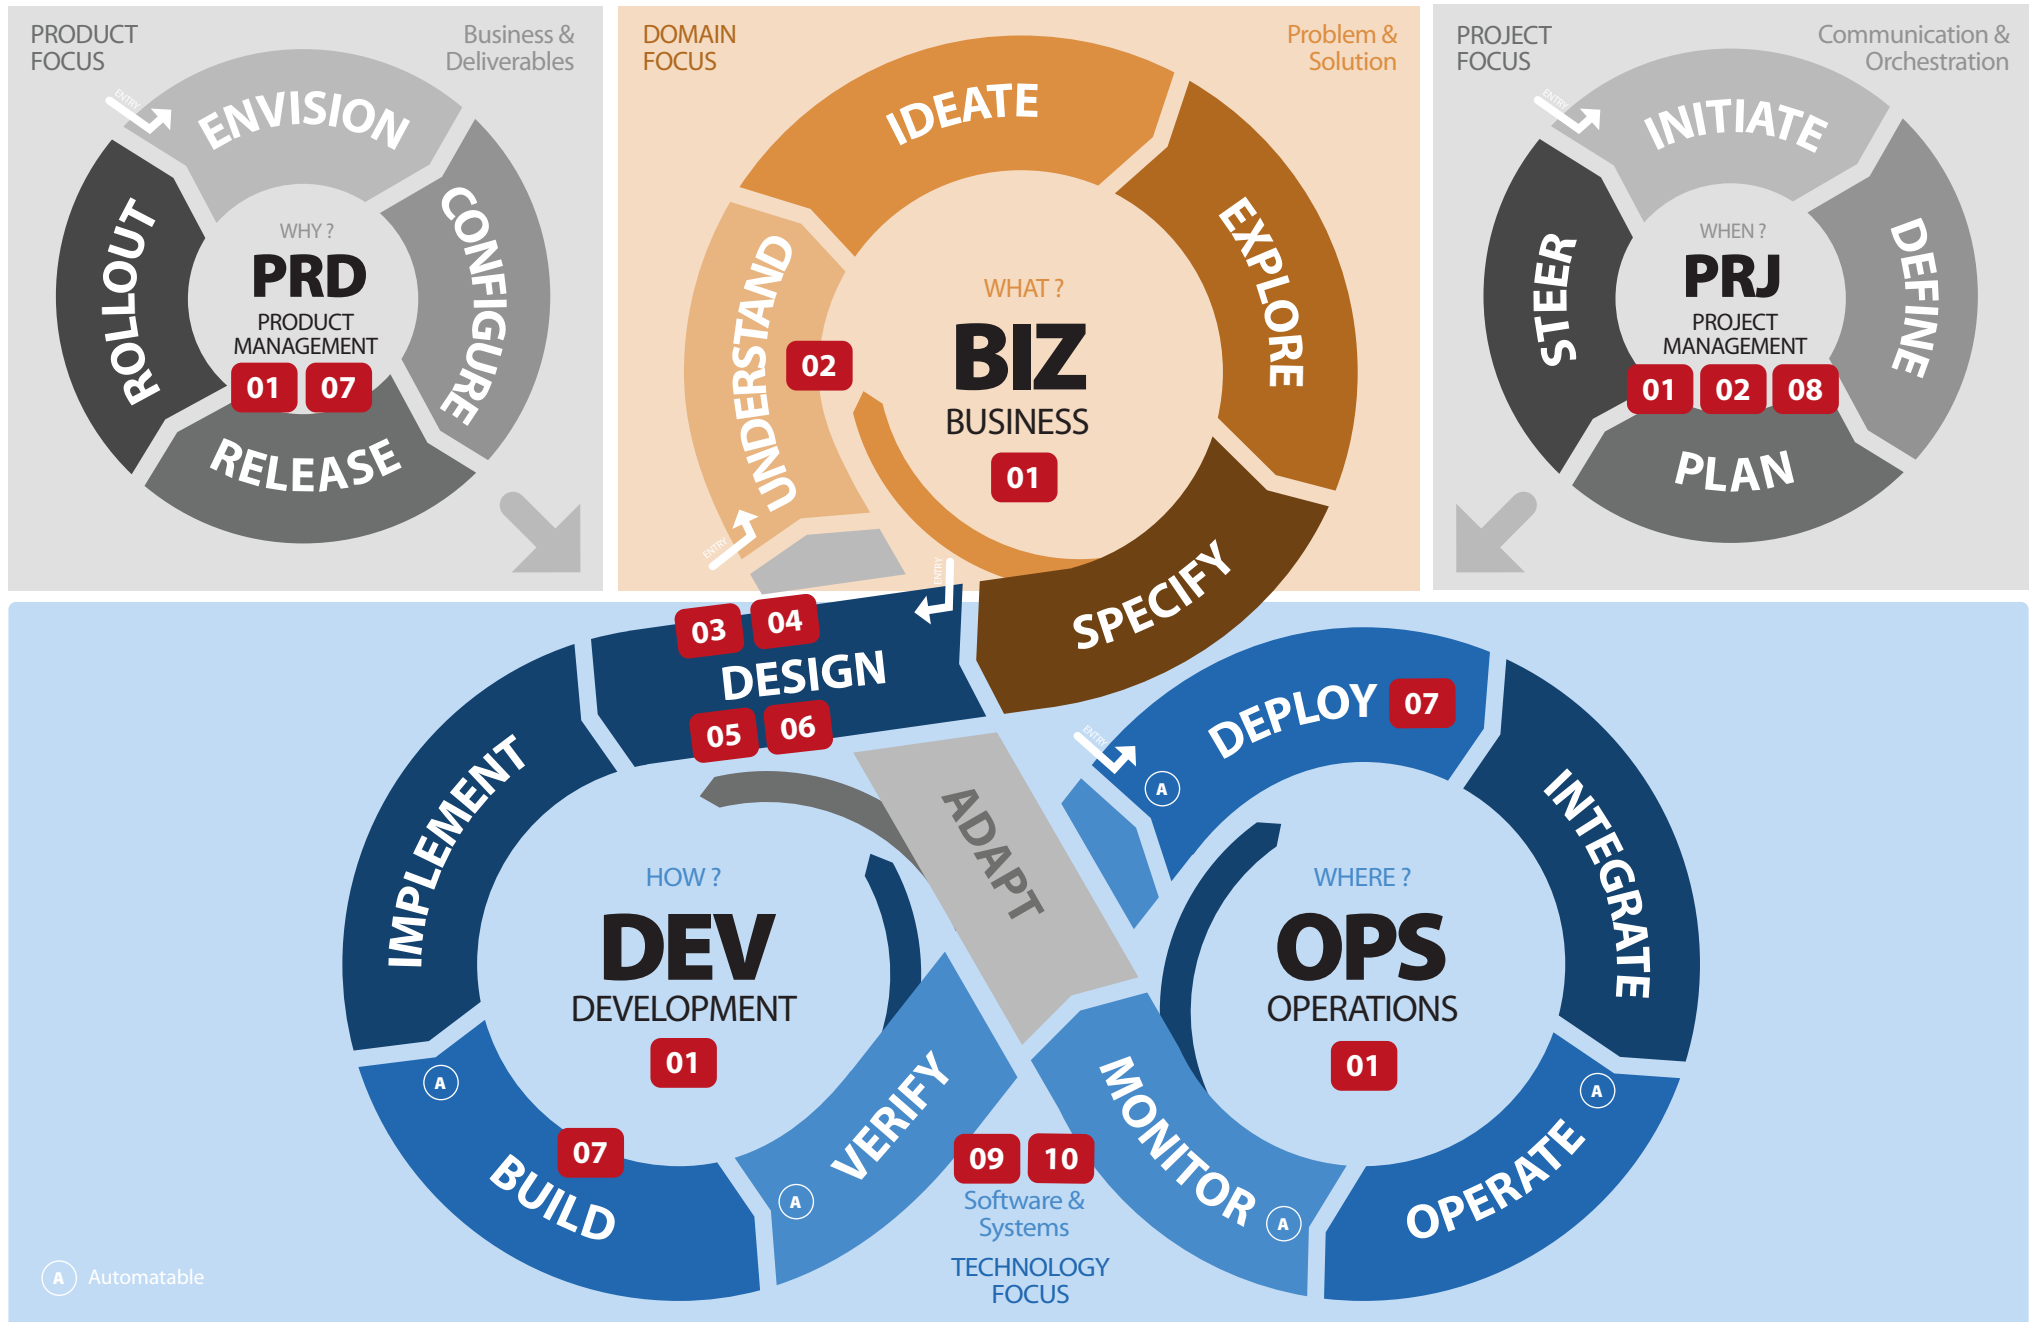 PRODUCT
FOCUS
Business &
Deliverables
ENTRY
ENVISION
CONFIGURE
RELEASE
ROLLOUT
WHY ?
PRD
PRODUCT
MANAGEMENT
01 07
DOMAIN
FOCUS
Problem &
Solution
IDEATE
EXPLORE
SPECIFY
UNDERSTAND
02
ENTRY
WHAT ?
BIZ
BUSINESS
01
PROJECT
FOCUS
Communication &
Orchestration
ENTRY
INITIATE
DEFINE
PLAN
STEER
WHEN ?
PRJ
PROJECT
MANAGEMENT
01 02 08
ENTRY
03 04
DESIGN
05 06
IMPLEMENT
A
BUILD
07
VERIFY
A
HOW ?
DEV
DEVELOPMENT
01
ADAPT
ENTRY
DEPLOY 07
A
INTEGRATE
OPERATE
A
MONITOR
A
WHERE ?
OPS
OPERATIONS
01
09 10
Software &
Systems
TECHNOLOGY
FOCUS
A Automatable